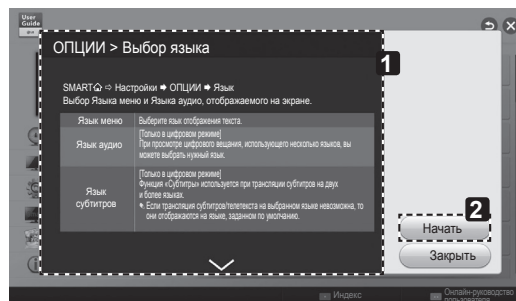 User
Guide
ОПЦИИ > Выбор языка
1
SMART ⇨ Настройки ➡ ОПЦИИ ➡ Язык
Выбор Языка меню и Языка аудио, отображаемого на экране.
Язык меню Выберите язык отображения текста.
Язык аудио [Только в цифровом режиме]
При просмотре цифрового вещания, использующего несколько языков, вы
можете выбрать нужный язык.
Язык субтитров [Только в цифровом режиме]
Функция «Субтитры» используется при трансляции субтитров на двух
и более языках.
Если трансляция субтитров/телетекста на выбранном языке невозможна, то
они отображаются на языке, заданном по умолчанию.
2
Начать
Закрыть
Индекс
Онлайн-руководство
пользователя